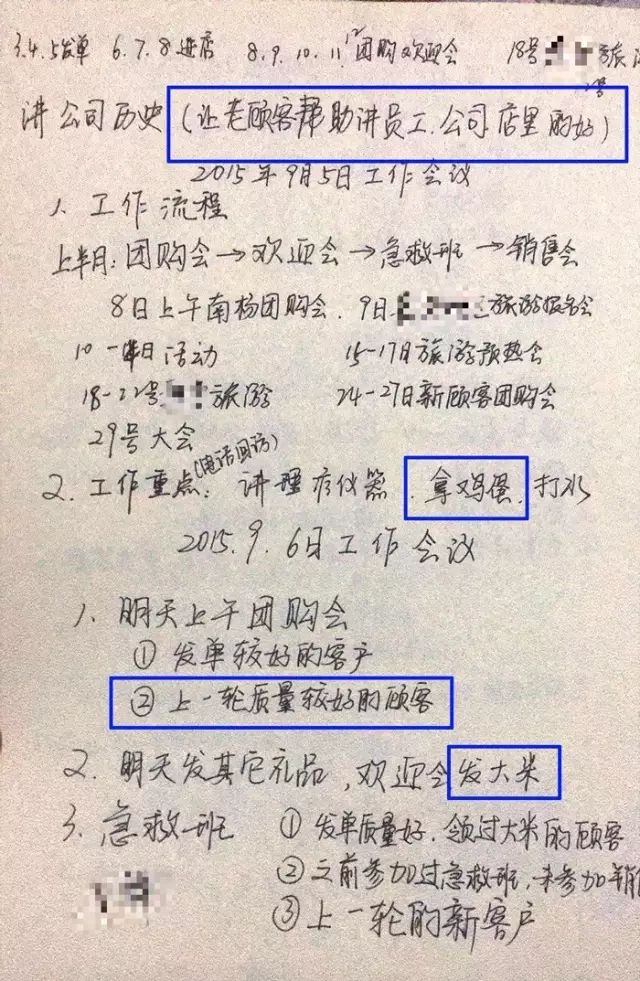 3.4.5发单 6.7.8进店 8.9.10.11.12团购欢迎会 18号 旅游
讲公司历史(让老顾客帮助讲员工.公司店里的好)
2015年9月5日工作会议
1、工作流程
上半月:团购会→欢迎会→急救班→销售会
8日上午南杨团购会、9日 旅游报名会
10-14日活动 15-17日旅游预热会
18-22号 旅游 24-27日新顾客团购会
29号大会
(电话回访)
2、工作重点:讲理疗仪器、拿鸡蛋、打水
2015.9.6日工作会议
1、明天上午团购会
①发单较好的客户
②上一轮质量较好的顾客
2、明天发其它礼品,欢迎会发大米
3、急救班 ①发单质量好、领过大米的顾客
②之前参加过急救班,未参加销
③上一轮的新客户